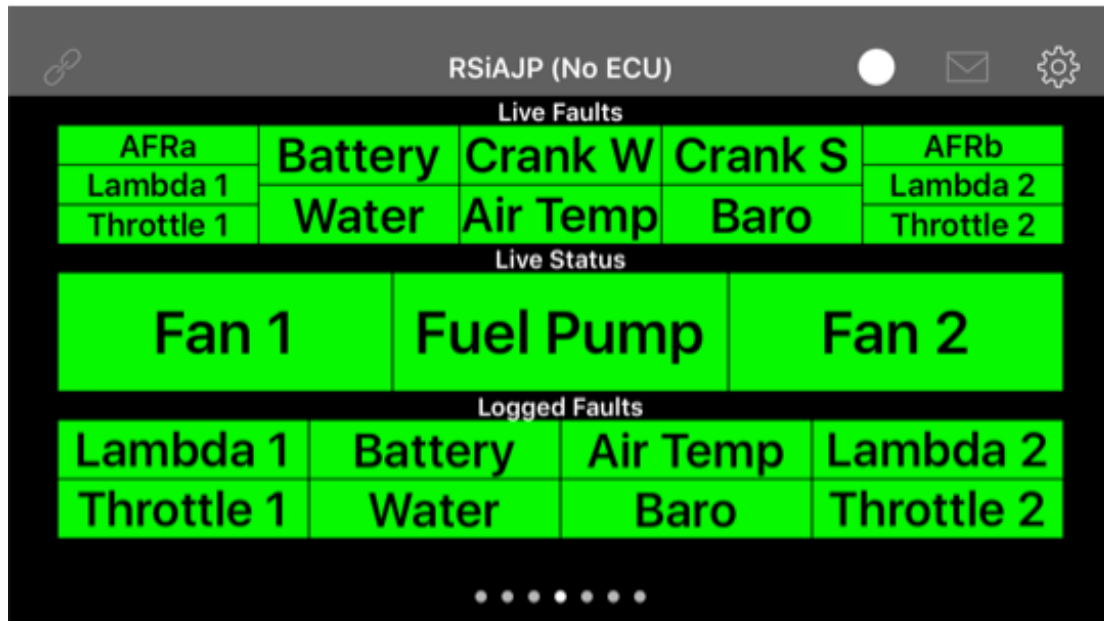 RSiAJP (No ECU)
Live Faults
AFRa
Lambda 1
Throttle 1
Battery Crank W Crank S
Water Air Temp Baro
AFRb
Lambda 2
Throttle 2
Live Status
Fan 1 Fuel Pump Fan 2
Logged Faults
Lambda 1 Battery Air Temp Lambda 2
Throttle 1 Water Baro Throttle 2